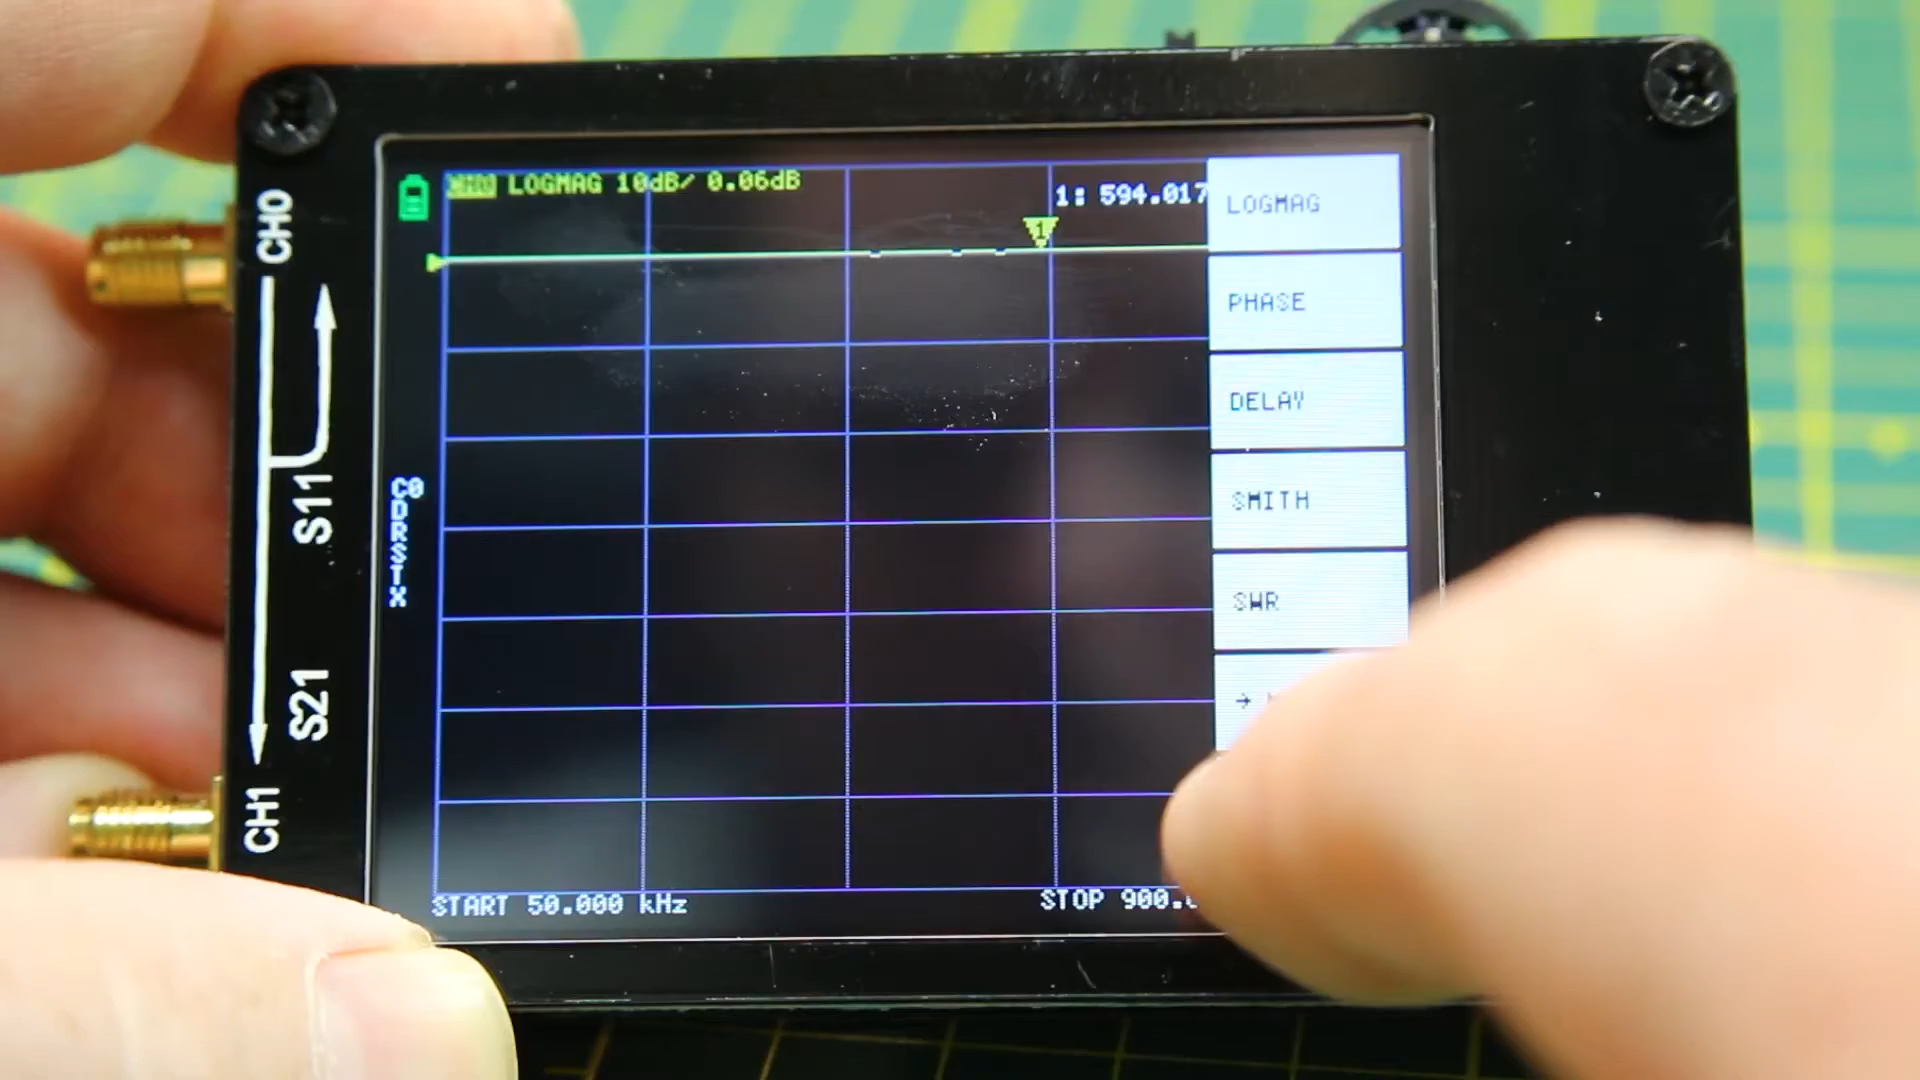 CH0 LOGMAG 10dB/ 0.06dB
1: 594.017
LOGMAG
PHASE
DELAY
SMITH
SWR
→
CH0
S11
S21
CH1
C0
D
R
S
T
X
START 50.000 kHz
STOP 900.